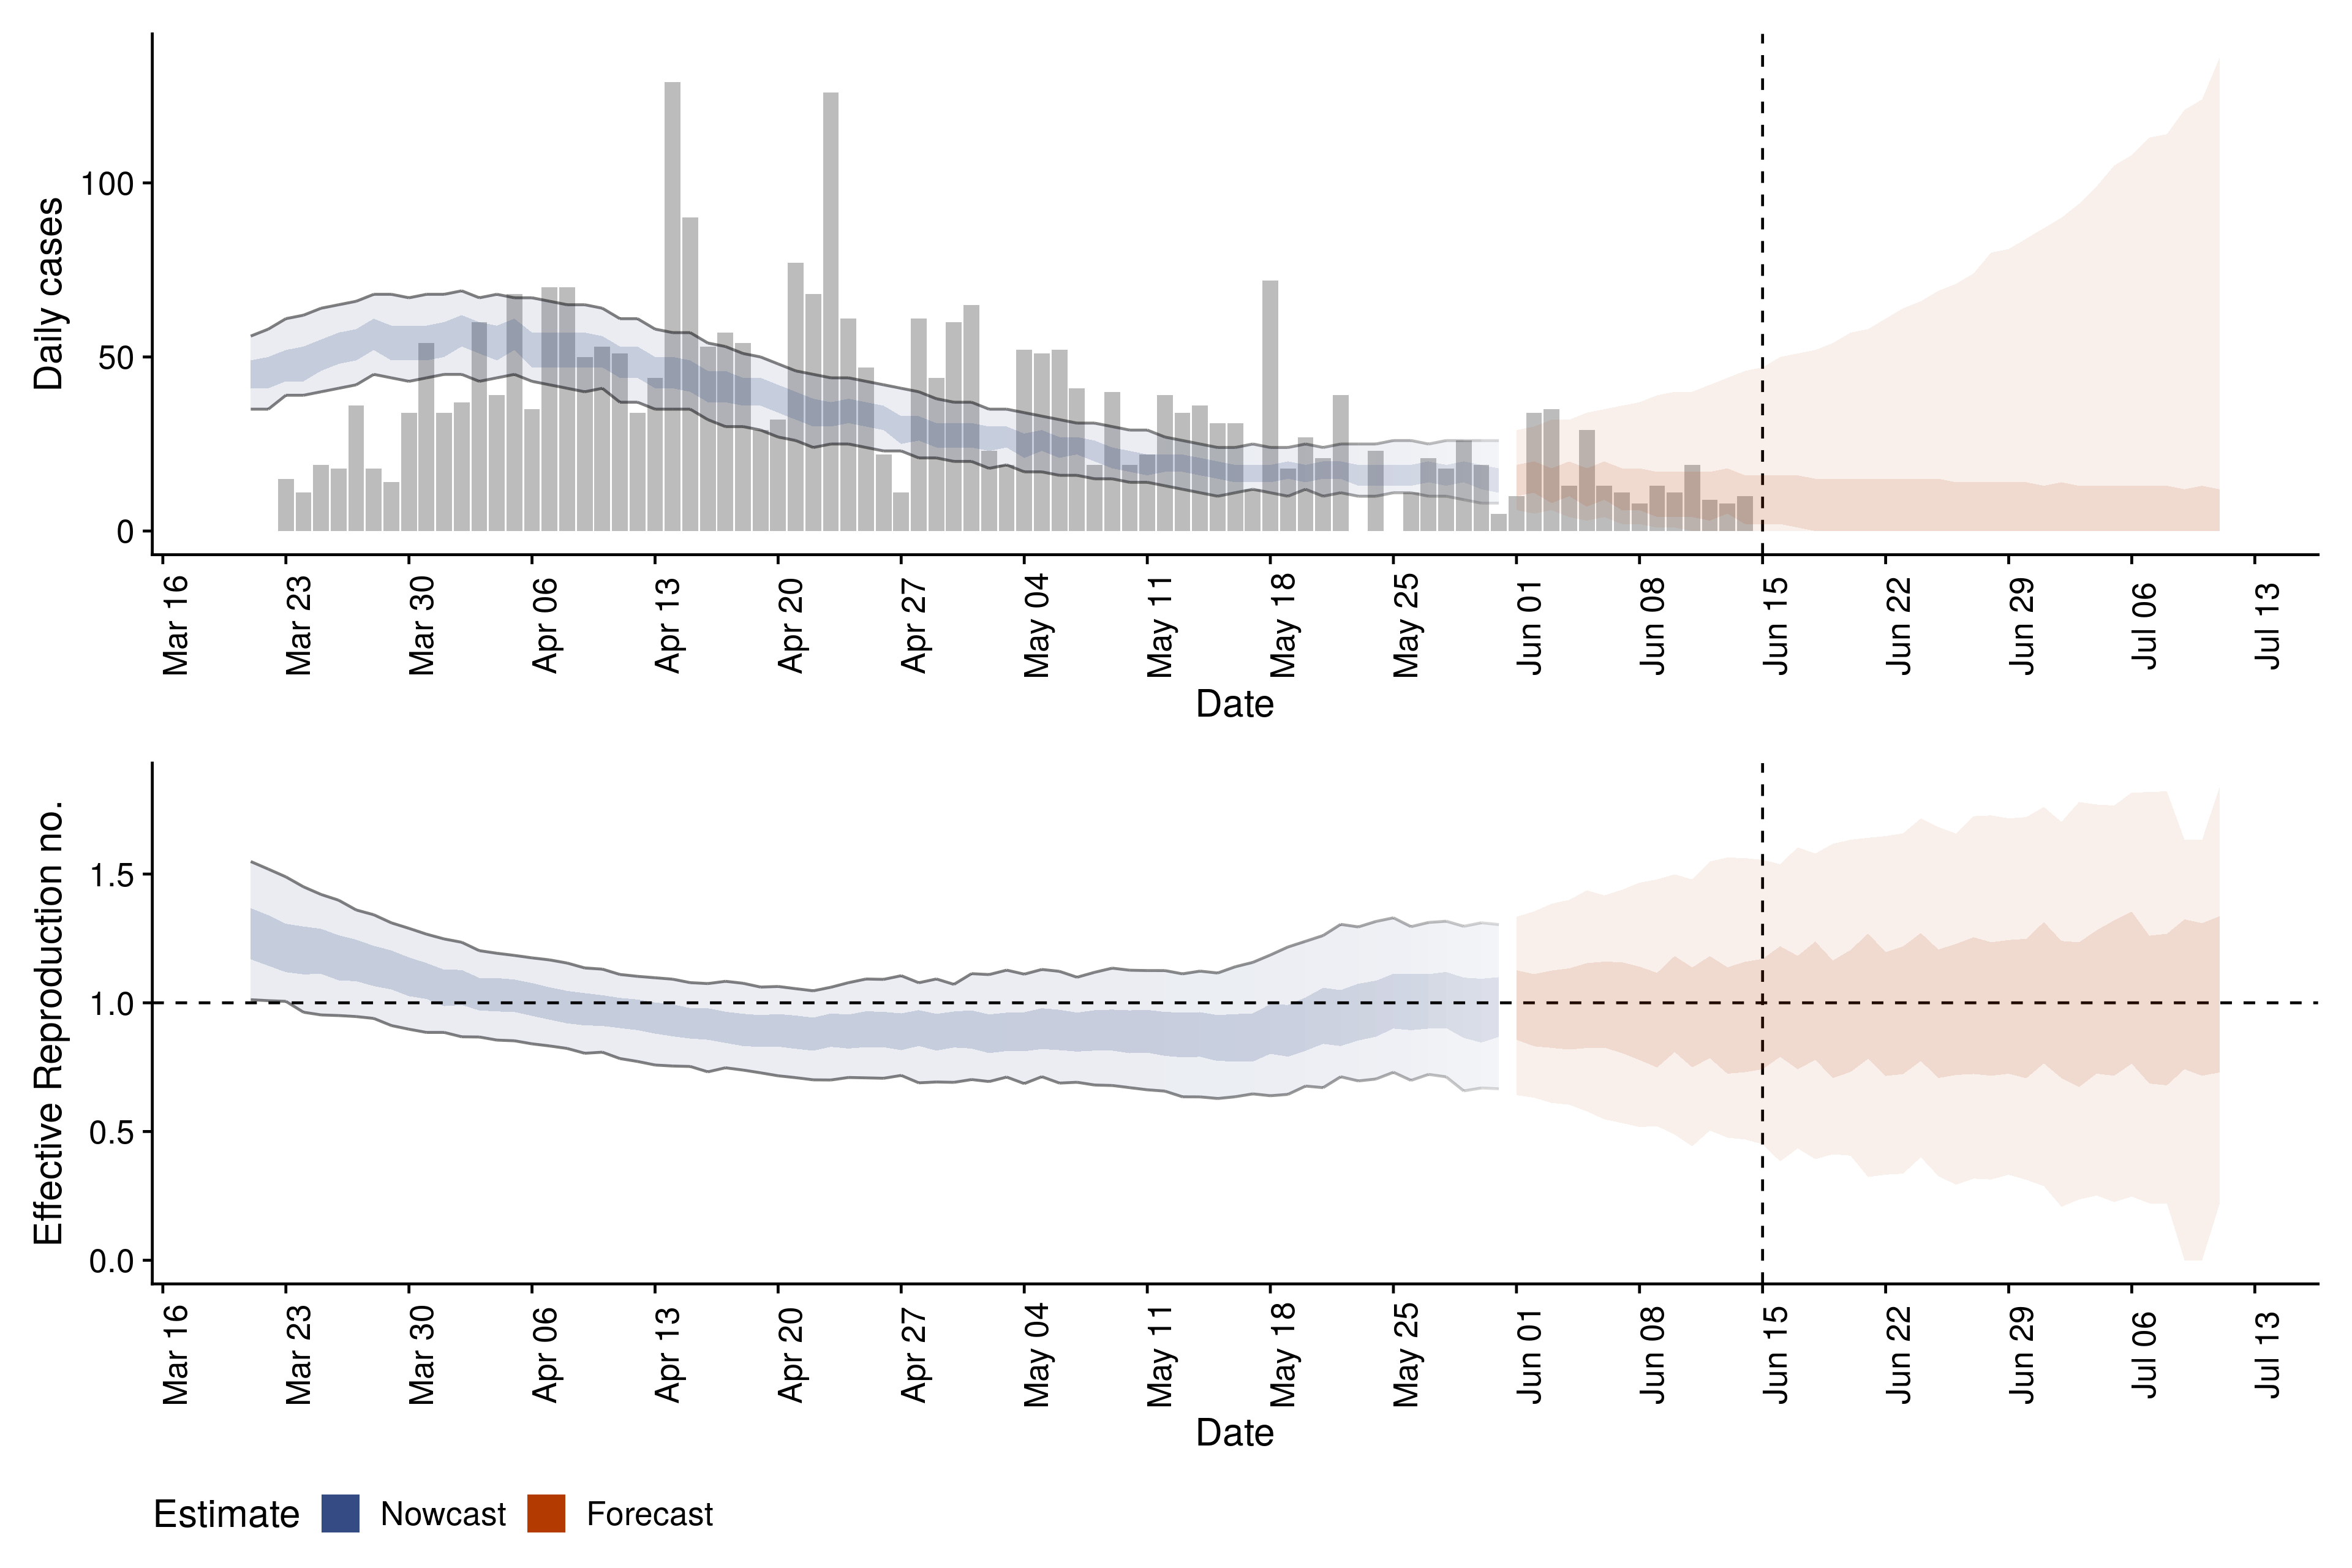 Daily cases
100
50
0
Mar 16
Mar 23
Mar 30
Apr 06
Apr 13
Apr 20
Apr 27
May 04
May 11
May 18
May 25
Jun 01
Jun 08
Jun 15
Jun 22
Jun 29
Jul 06
Jul 13
Date
Effective Reproduction no.
1.5
1.0
0.5
0.0
Mar 16
Mar 23
Mar 30
Apr 06
Apr 13
Apr 20
Apr 27
May 04
May 11
May 18
May 25
Jun 01
Jun 08
Jun 15
Jun 22
Jun 29
Jul 06
Jul 13
Date
Estimate Nowcast Forecast